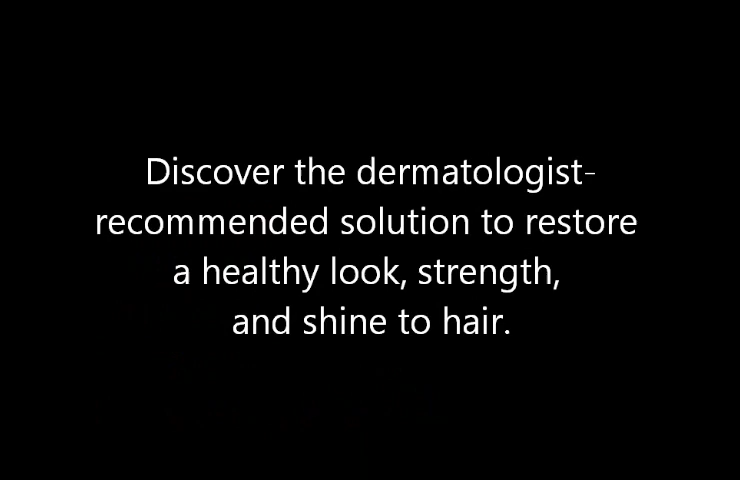 Discover the dermatologist-
recommended solution to restore
a healthy look, strength,
and shine to hair.